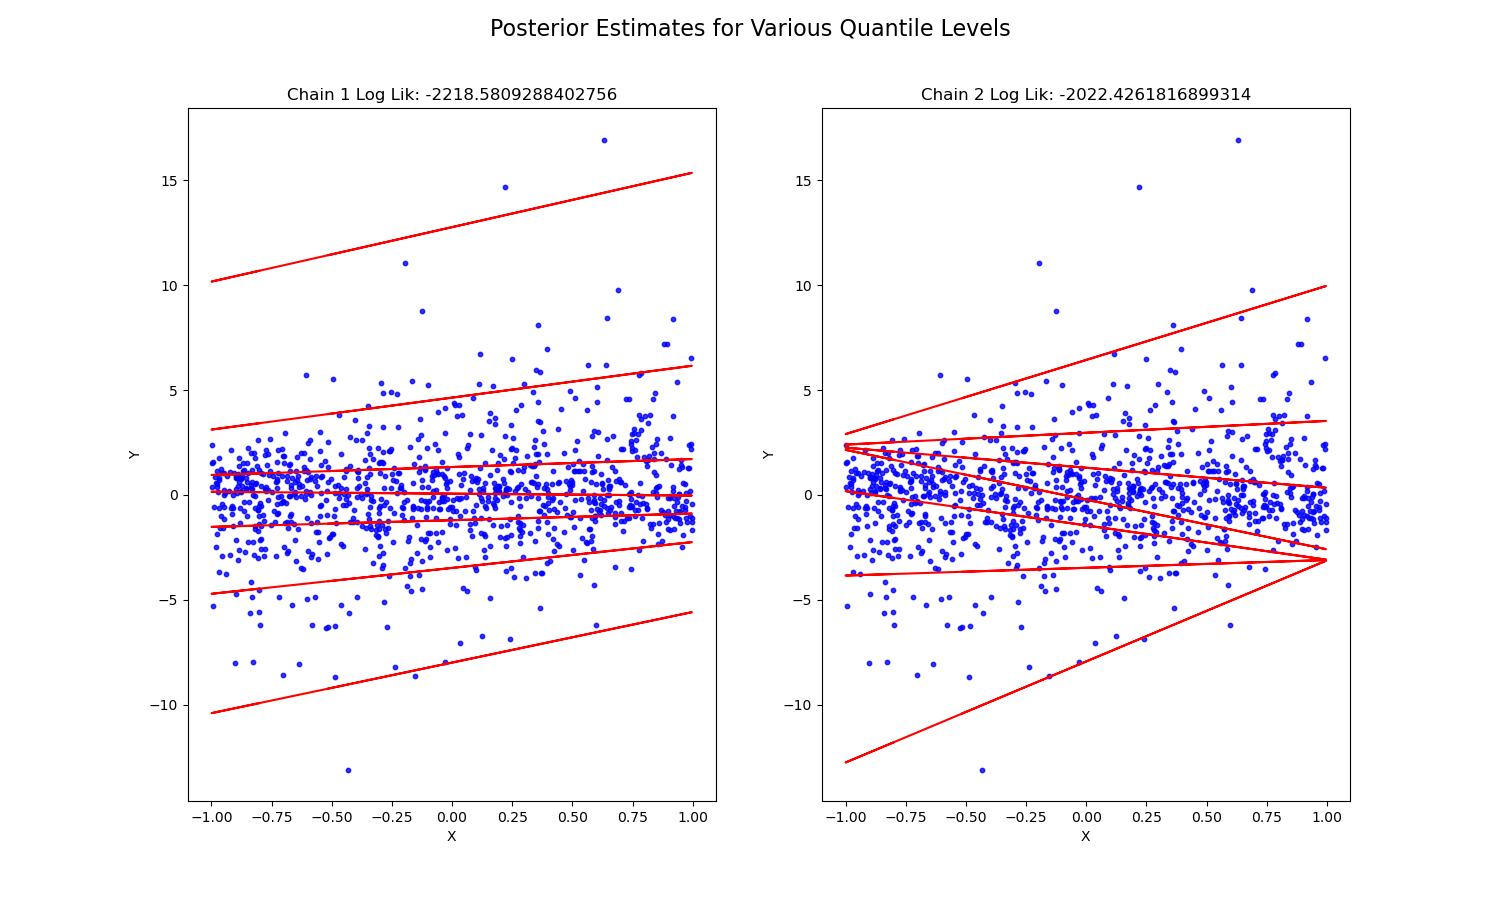 Posterior Estimates for Various Quantile Levels
Chain 1 Log Lik: -2218.5809288402756
Chain 2 Log Lik: -2022.4261816899314
15
10
5
0
−5
−10
Y
−1.00 −0.75 −0.50 −0.25 0.00 0.25 0.50 0.75 1.00
X
15
10
5
0
−5
−10
Y
−1.00 −0.75 −0.50 −0.25 0.00 0.25 0.50 0.75 1.00
X